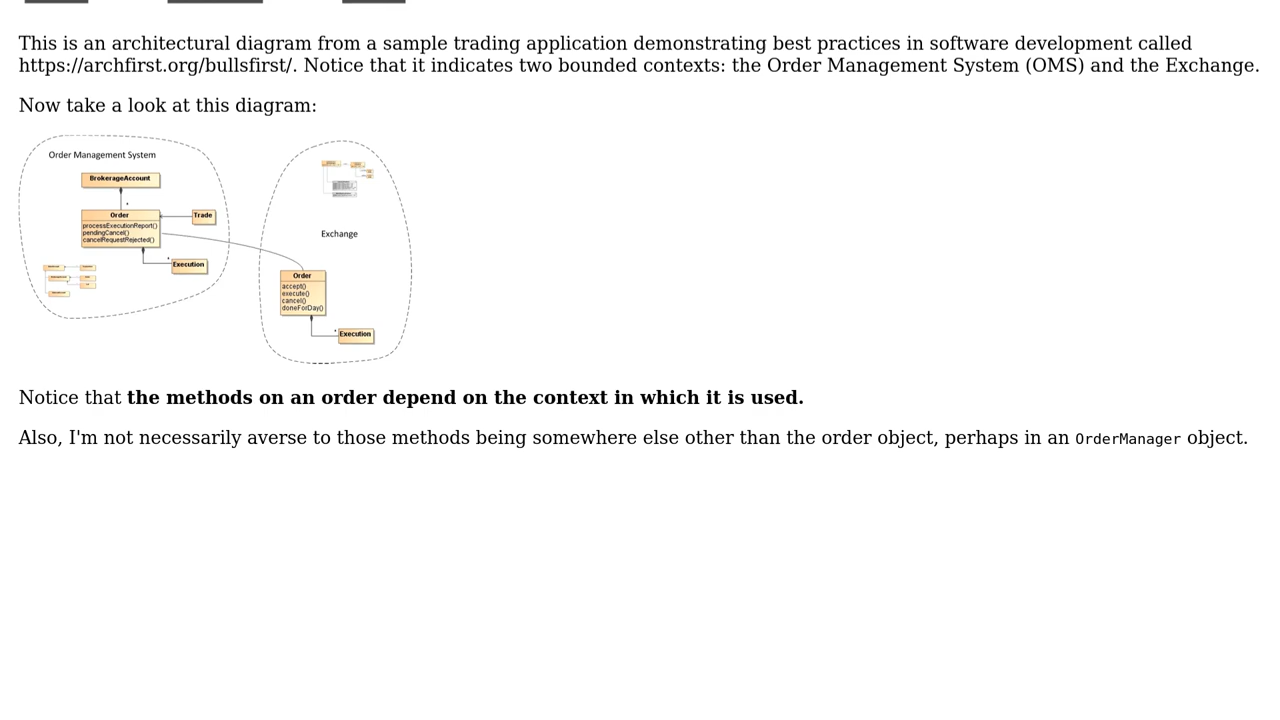 This is an architectural diagram from a sample trading application demonstrating best practices in software development called
https://archfirst.org/bullsfirst/. Notice that it indicates two bounded contexts: the Order Management System (OMS) and the Exchange.
Now take a look at this diagram:
Order Management System
BrokerageAccount
*
Order
Trade
processExecutionReport()
pendingCancel()
cancelRequestRejected()
*
Execution
Exchange
Order
accept()
execute()
cancel()
doneForDay()
*
Execution
Notice that the methods on an order depend on the context in which it is used.
Also, I'm not necessarily averse to those methods being somewhere else other than the order object, perhaps in an OrderManager object.